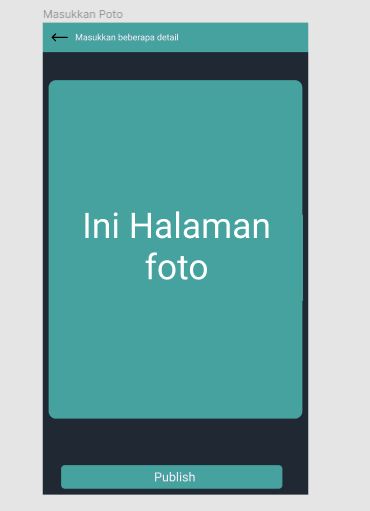 Masukkan Poto
Masukkan beberapa detail
Ini Halaman
foto
Publish